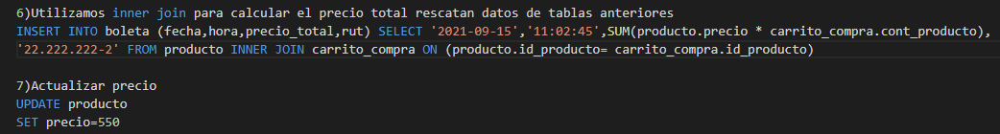 6)Utilizamos inner join para calcular el precio total rescatan datos de tablas anteriores
INSERT INTO boleta (fecha,hora,precio_total,rut) SELECT '2021-09-15','11:02:45',SUM(producto.precio * carrito_compra.cont_producto),
'22.222.222-2' FROM producto INNER JOIN carrito_compra ON (producto.id_producto= carrito_compra.id_producto)
7)Actualizar precio
UPDATE producto
SET precio=550